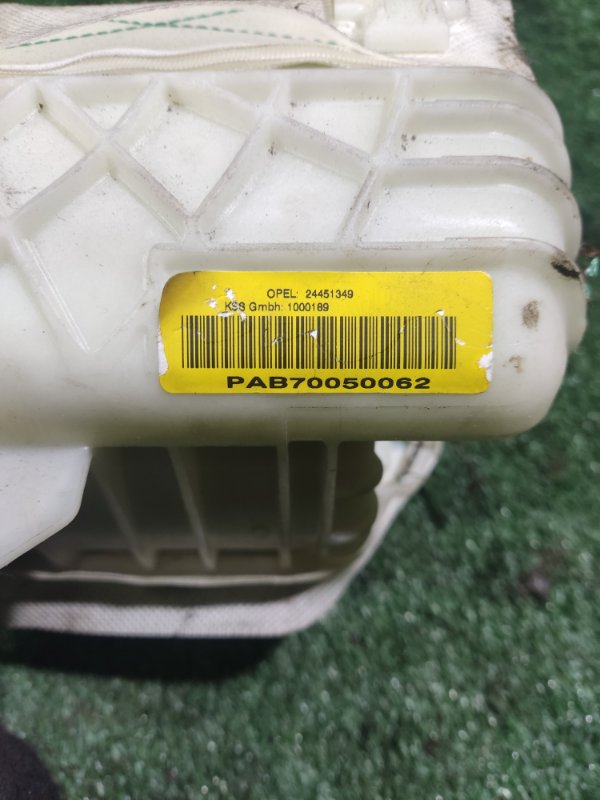 OPEL: 24451349
KSS Gmbh: 1000189
PAB70050062